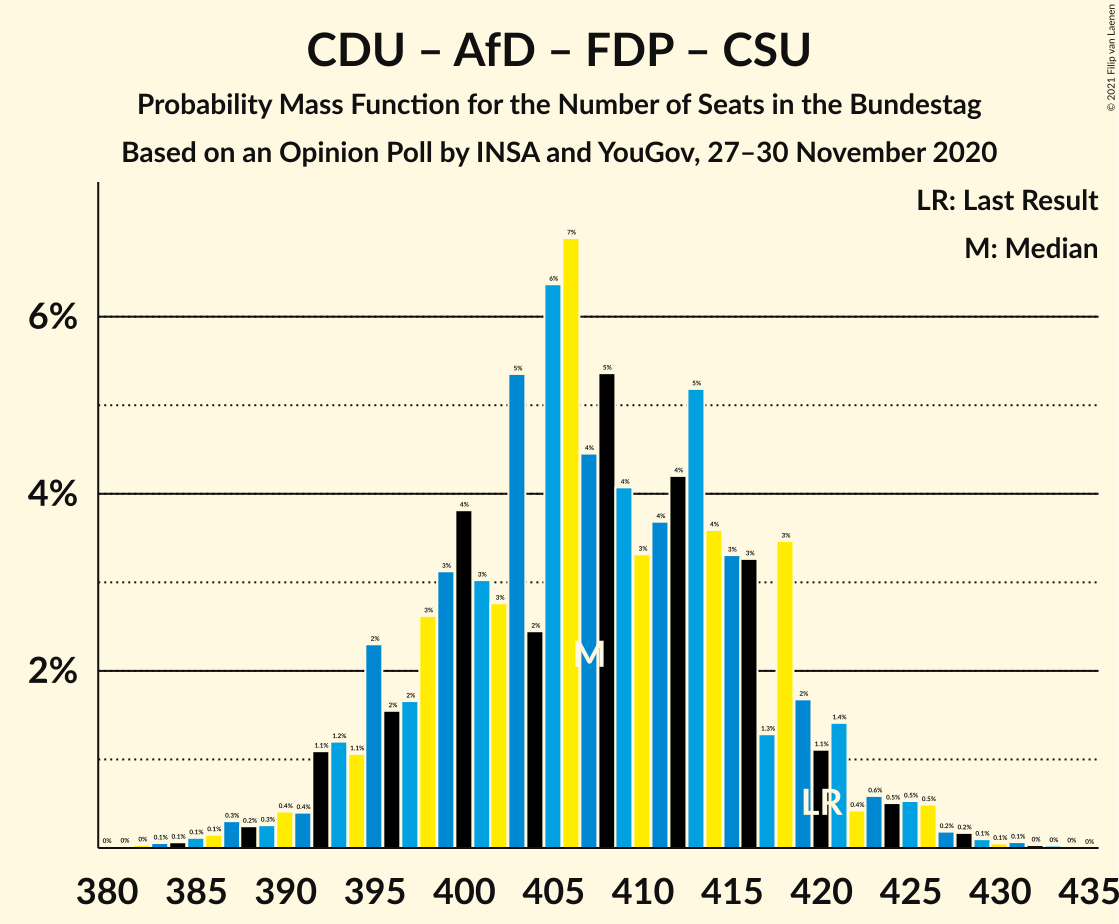 CDU – AfD – FDP – CSU
Probability Mass Function for the Number of Seats in the Bundestag
Based on an Opinion Poll by INSA and YouGov, 27–30 November 2020
© 2021 Filip van Laenen
LR: Last Result
M: Median
6%
4%
2%
0% 0% 0% 0.1% 0.1% 0.1% 0.1% 0.3% 0.2% 0.3% 0.4% 0.4% 1.1% 1.2% 1.1% 2% 2% 2% 3% 3% 4% 3% 3% 5% 2% 6% 7% 4% 5% 4% 3% 4% 4% 5% 4% 3% 3% 1.3% 3% 2% 1.1% 1.4% 0.4% 0.6% 0.5% 0.5% 0.5% 0.2% 0.2% 0.1% 0.1% 0.1% 0% 0% 0% 0%
M
LR
380 385 390 395 400 405 410 415 420 425 430 435